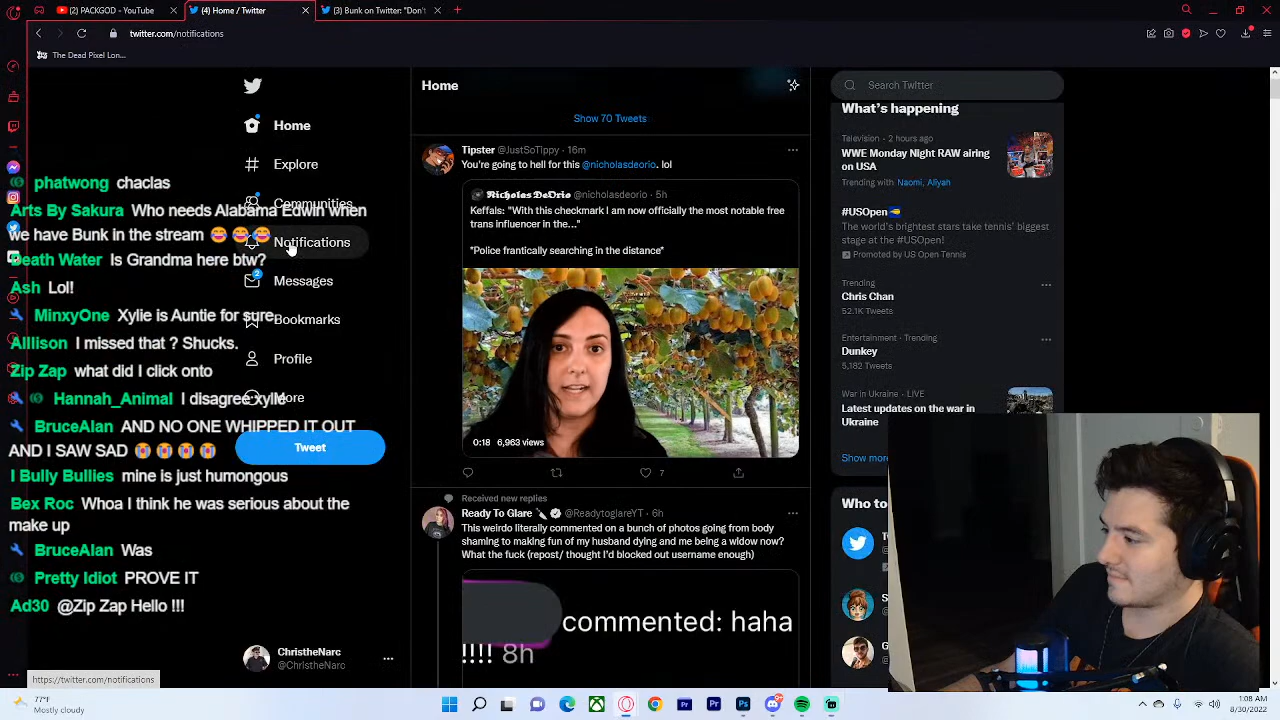 (2) PACKGOD - YouTube
(4) Home / Twitter
(3) Bunk on Twitter: "Don't
twitter.com/notifications
The Dead Pixel Lon...
Home
Explore
Communities
Notifications
2
Messages
Bookmarks
Profile
More
Tweet
ChristheNarc
@ChristheNarc
phatwong chaclas
Arts By Sakura Who needs Alabama Edwin when
we have Bunk in the stream 😂 😂 😂
Death Water Is Grandma here btw?
Ash Lol!
MinxyOne Xylie is Auntie for sure
Alllison I missed that ? Shucks.
Zip Zap what did I click onto
Hannah_Animal I disagree xylie
BruceAlan AND NO ONE WHIPPED IT OUT
AND I SAW SAD 😭 😭 😭 😭
I Bully Bullies mine is just humongous
Bex Roc Whoa I think he was serious about the
make up
BruceAlan Was
Pretty Idiot PROVE IT
Ad30 @Zip Zap Hello !!!
https://twitter.com/notifications
Home
Show 70 Tweets
Tipster @JustSoTippy · 16m
You're going to hell for this @nicholasdeorio. lol
Nicholas DeOrio @nicholasdeorio · 5h
Keffals: "With this checkmark I am now officially the most notable free
trans influencer in the..."
*Police frantically searching in the distance*
0:18 6,963 views
7
Received new replies
Ready To Glare @ReadytoglareYT · 6h
This weirdo literally commented on a bunch of photos going from body
shaming to making fun of my husband dying and me being a widow now?
What the fuck (repost/ thought I'd blocked out username enough)
commented: haha
!!!! 8h
Search Twitter
What's happening
Television · 2 hours ago
WWE Monday Night RAW airing
on USA
Trending with Naomi, Aliyah
#USOpen
The world's brightest stars take tennis' biggest
stage at the #USOpen!
Promoted by US Open Tennis
Trending
Chris Chan
52.1K Tweets
Entertainment · Trending
Dunkey
5,182 Tweets
War in Ukraine · LIVE
Latest updates on the war in
Ukraine
Show more
Who to
77°F
Mostly cloudy
1:08 AM
8/30/2022